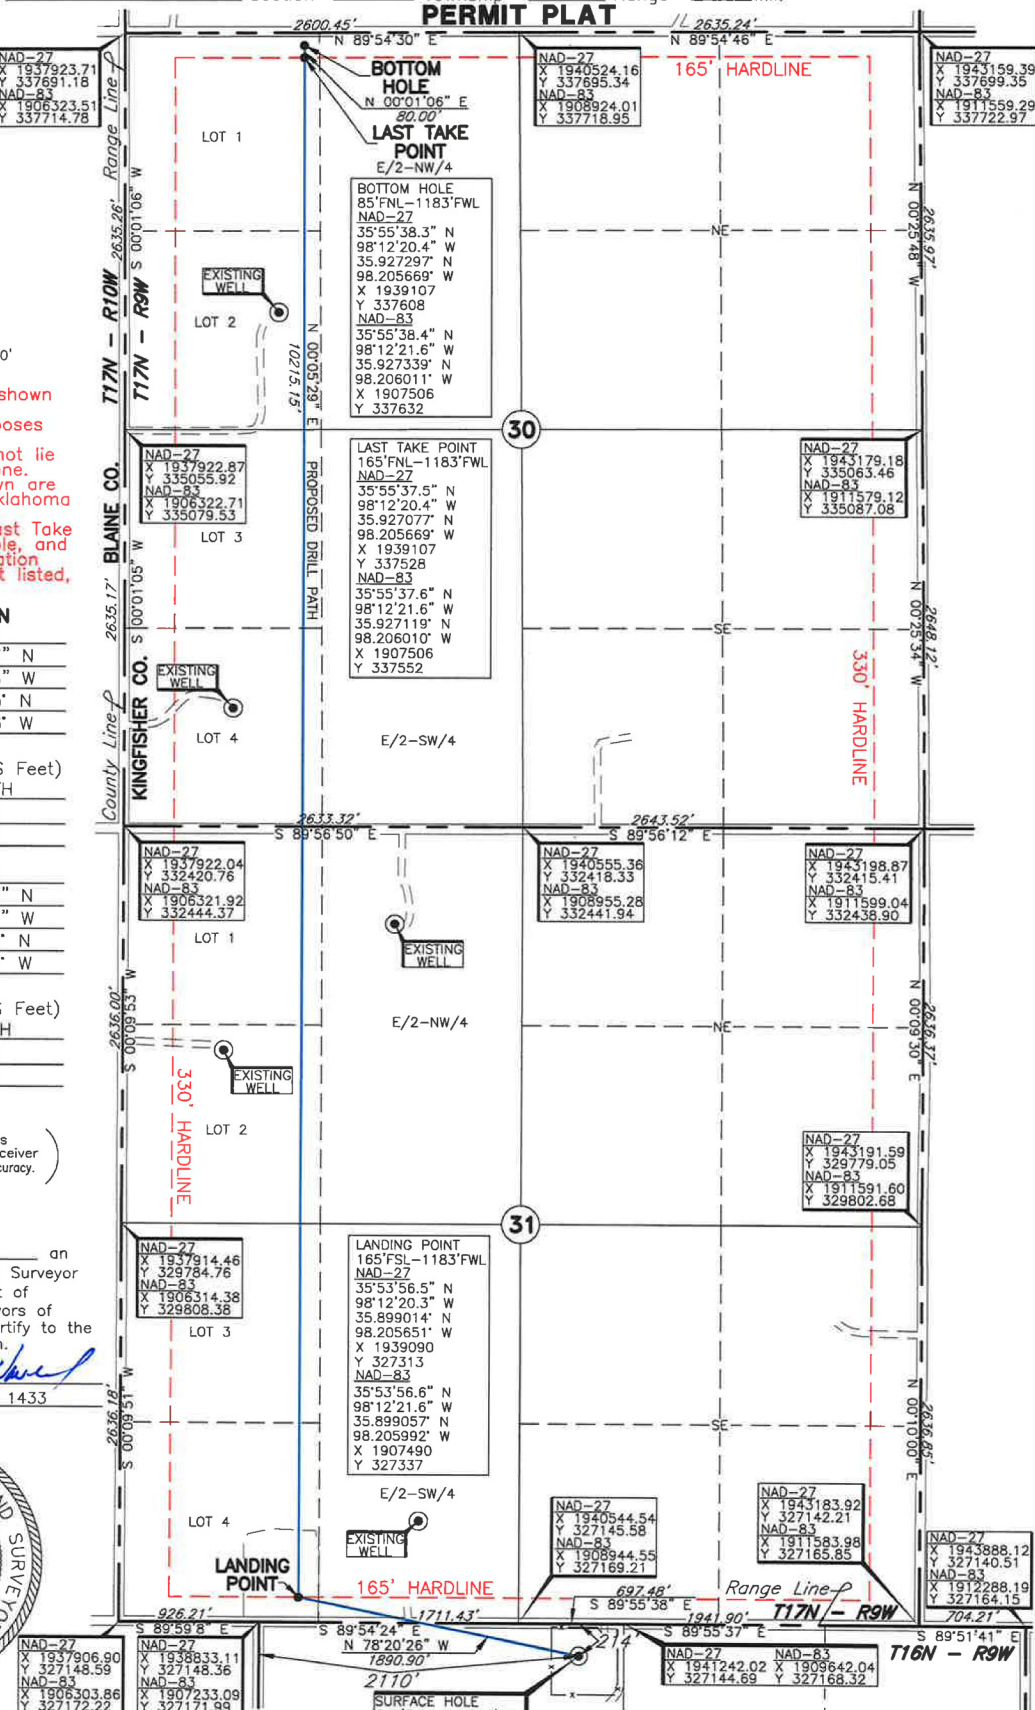 PERMIT PLAT
2600.45'
N 89°54'30" E
2635.24'
N 89°54'46" E
NAD-27
X 1937923.71
Y 337691.18
NAD-83
X 1906323.51
Y 337714.78
Range Line
BOTTOM
HOLE
N 00°01'06" E
80.00'
LAST TAKE
POINT
E/2-NW/4
NAD-27
X 1940524.16
Y 337695.34
NAD-83
X 1908924.01
Y 337718.95
165' HARDLINE
NAD-27
X 1943159.39
Y 337699.35
NAD-83
X 1911559.29
Y 337722.97
LOT 1
2635.26'
S 00°01'06" W
T17N - R10W
T17N - R9W
BOTTOM HOLE
85'FNL-1183'FWL
NAD-27
35°55'38.3" N
98°12'20.4" W
35.927297° N
98.205669° W
X 1939107
Y 337608
NAD-83
35°55'38.4" N
98°12'21.6" W
35.927339° N
98.206011° W
X 1907506
Y 337632
NE
N 00°25'48" W
2635.97'
EXISTING
WELL
LOT 2
N 00°05'29" E
10215.15'
0'
shown
oses
not lie
ne.
wn are
klahoma
ast Take
ole, and
ation
t listed,
30
NAD-27
X 1937922.87
Y 335055.92
NAD-83
X 1906322.71
Y 335079.53
LAST TAKE POINT
165'FNL-1183'FWL
NAD-27
35°55'37.5" N
98°12'20.4" W
35.927077° N
98.205669° W
X 1939107
Y 337528
NAD-83
35°55'37.6" N
98°12'21.6" W
35.927119° N
98.206010° W
X 1907506
Y 337552
NAD-27
X 1943179.18
Y 335063.46
NAD-83
X 1911579.12
Y 335087.08
LOT 3
PROPOSED DRILL PATH
BLAINE CO.
2635.17'
S 00°01'05" W
KINGFISHER CO.
County Line
SE
N 00°25'34" W
2648.12'
330' HARDLINE
N
" N
" W
° N
° W
S Feet)
TH
EXISTING
WELL
LOT 4
E/2-SW/4
2633.32'
S 89°56'50" E
2643.52'
S 89°56'12" E
NAD-27
X 1937922.04
Y 332420.76
NAD-83
X 1906321.92
Y 332444.37
NAD-27
X 1940555.36
Y 332418.33
NAD-83
X 1908955.28
Y 332441.94
NAD-27
X 1943198.87
Y 332415.41
NAD-83
X 1911599.04
Y 332438.90
LOT 1
EXISTING
WELL
" N
" W
° N
° W
S Feet)
H
2636.00'
S 00°09'53" W
E/2-NW/4
NE
N 00°09'30" E
2636.37'
EXISTING
WELL
330' HARDLINE
LOT 2
s
ceiver
curacy.
NAD-27
X 1943191.59
Y 329779.05
NAD-83
X 1911591.60
Y 329802.68
31
an
Surveyor
t of
ors of
rtify to the
n.
1433
NAD-27
X 1937914.46
Y 329784.76
NAD-83
X 1906314.38
Y 329808.38
LOT 3
LANDING POINT
165'FSL-1183'FWL
NAD-27
35°53'56.5" N
98°12'20.3" W
35.899014° N
98.205651° W
X 1939090
Y 327313
NAD-83
35°53'56.6" N
98°12'21.6" W
35.899057° N
98.205992° W
X 1907490
Y 327337
2636.18'
S 00°09'51" W
SE
N 00°10'00" E
2636.85'
E/2-SW/4
LOT 4
EXISTING
WELL
ND SURVEYO
NAD-27
X 1940544.54
Y 327145.58
NAD-83
X 1908944.55
Y 327169.21
NAD-27
X 1943183.92
Y 327142.21
NAD-83
X 1911583.98
Y 327165.85
NAD-27
X 1943888.12
Y 327140.51
NAD-83
X 1912288.19
Y 327164.15
LANDING
POINT
165' HARDLINE
697.48'
S 89°55'38" E
Range Line
T17N - R9W
926.21'
S 89°59'8" E
1711.43'
S 89°54'24" E
1941.90'
S 89°55'37" E
704.21'
S 89°51'41" E
T16N - R9W
N 78°20'26" W
1890.90'
214
2110'
NAD-27
X 1937906.90
Y 327148.59
NAD-83
X 1906303.86
Y 327172.22
NAD-27
X 1938833.11
Y 327148.36
NAD-83
X 1907233.09
Y 327171.99
NAD-27
X 1941242.02
Y 327144.69
NAD-83
X 1909642.04
Y 327168.32
SURFACE HOLE